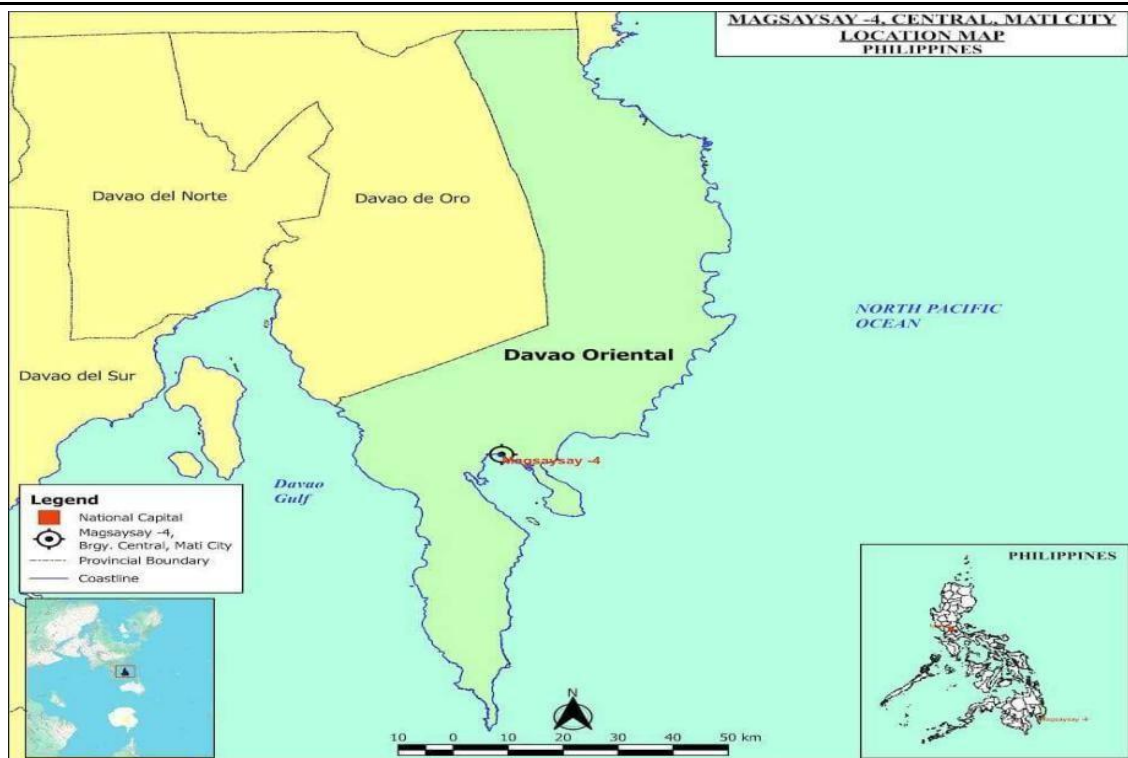 MAGSAYSAY -4, CENTRAL, MATI CITY
LOCATION MAP
PHILIPPINES
Davao del Norte
Davao de Oro
NORTH PACIFIC
OCEAN
Davao Oriental
Davao del Sur
Magsaysay -4
Davao
Gulf
Legend
National Capital
Magsaysay -4,
Brgy. Central, Mati City
Provincial Boundary
Coastline
PHILIPPINES
Magsaysay -4
N
10 0 10 20 30 40 50 km